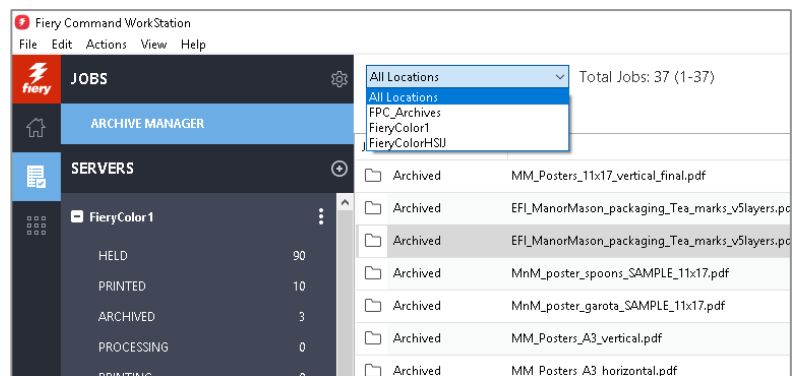 Fiery Command WorkStation
File Edit Actions View Help
fiery
JOBS
ARCHIVE MANAGER
SERVERS
FieryColor1
HELD 90
PRINTED 10
ARCHIVED 3
PROCESSING 0
PRINTING 0
All Locations Total Jobs: 37 (1-37)
All Locations
FPC_Archives
FieryColor1
FieryColorHSIJ
Archived MM_Posters_11x17_vertical_final.pdf
Archived EFI_ManorMason_packaging_Tea_marks_v5layers.pd
Archived EFI_ManorMason_packaging_Tea_marks_v5layers.pd
Archived MnM_poster_spoons_SAMPLE_11x17.pdf
Archived MnM_poster_garota_SAMPLE_11x17.pdf
Archived MM_Posters_A3_vertical.pdf
Archived MM_Posters_A3_horizontal.pdf